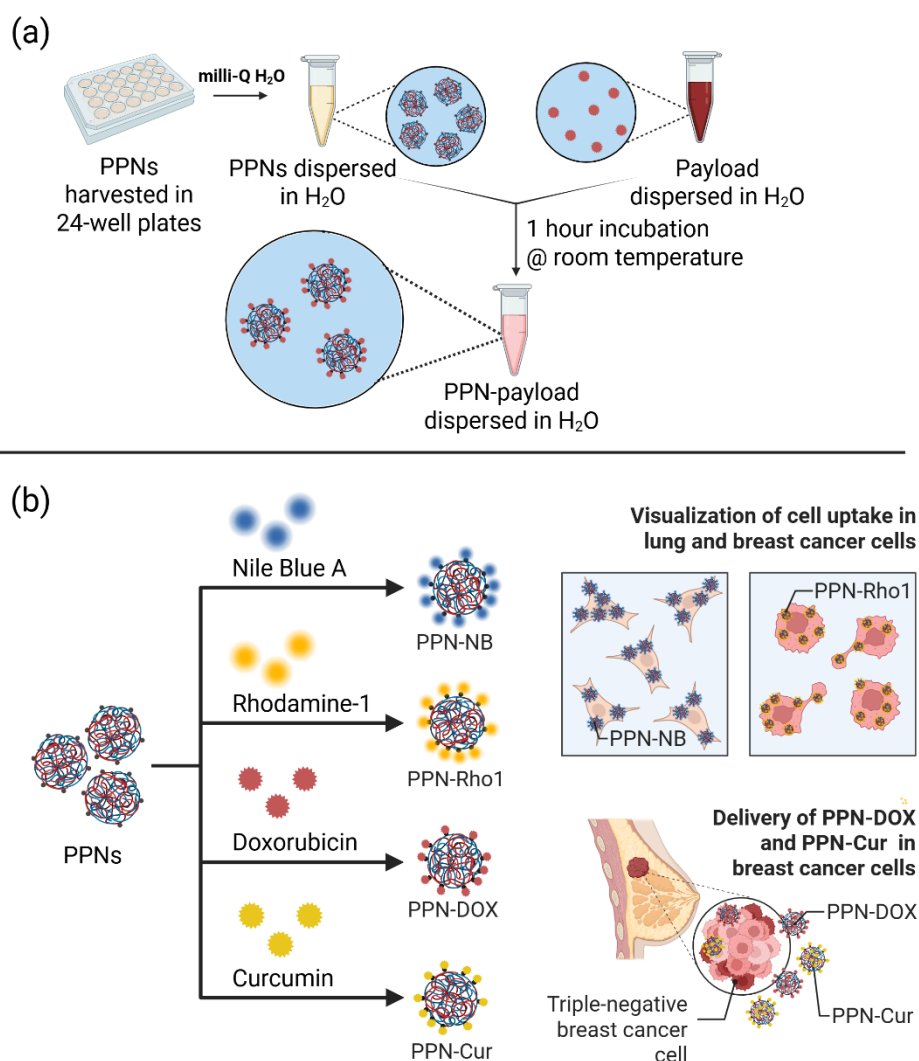 (a)
milli-Q H₂O
PPNs
harvested in
24-well plates
PPNs dispersed
in H₂O
Payload
dispersed in H₂O
1 hour incubation
@ room temperature
PPN-payload
dispersed in H₂O
(b)
PPNs
Nile Blue A
PPN-NB
Rhodamine-1
PPN-Rho1
Doxorubicin
PPN-DOX
Curcumin
PPN-Cur
Visualization of cell uptake in
lung and breast cancer cells
PPN-NB
PPN-Rho1
Delivery of PPN-DOX
and PPN-Cur in
breast cancer cells
PPN-DOX
PPN-Cur
Triple-negative
breast cancer
cell